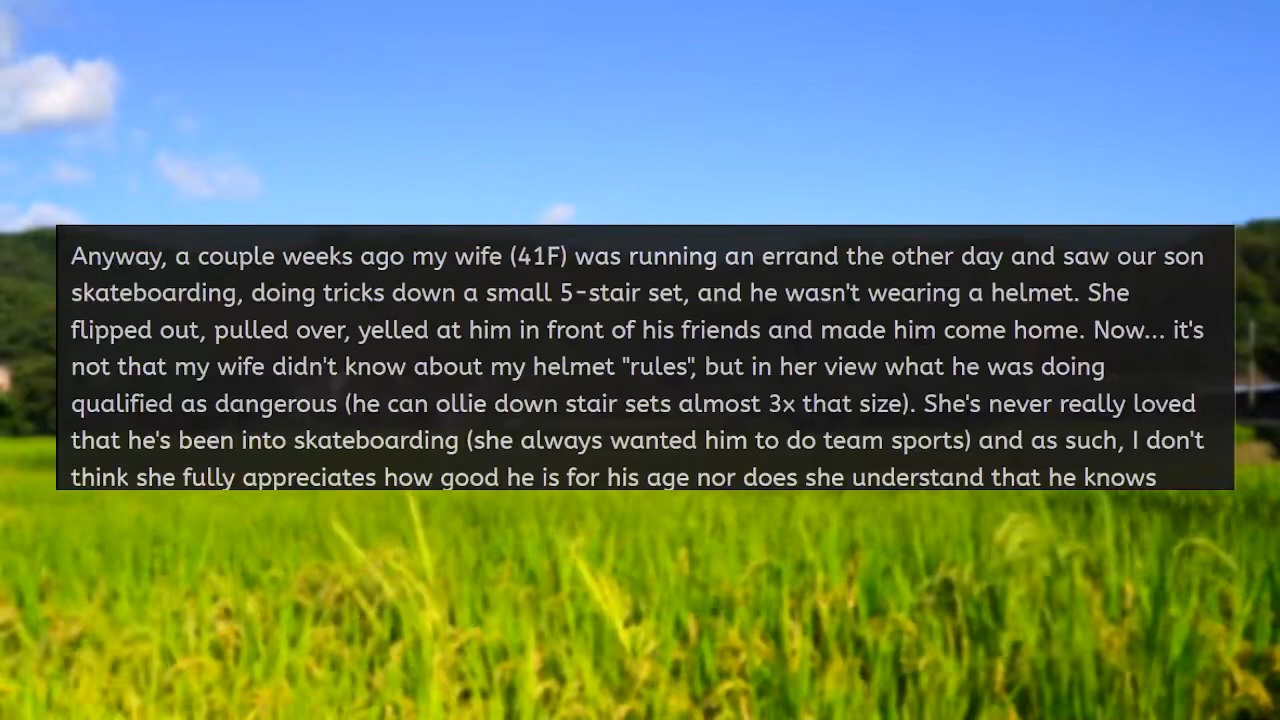 Anyway, a couple weeks ago my wife (41F) was running an errand the other day and saw our son
skateboarding, doing tricks down a small 5-stair set, and he wasn't wearing a helmet. She
flipped out, pulled over, yelled at him in front of his friends and made him come home. Now... it's
not that my wife didn't know about my helmet "rules", but in her view what he was doing
qualified as dangerous (he can ollie down stair sets almost 3x that size). She's never really loved
that he's been into skateboarding (she always wanted him to do team sports) and as such, I don't
think she fully appreciates how good he is for his age nor does she understand that he knows